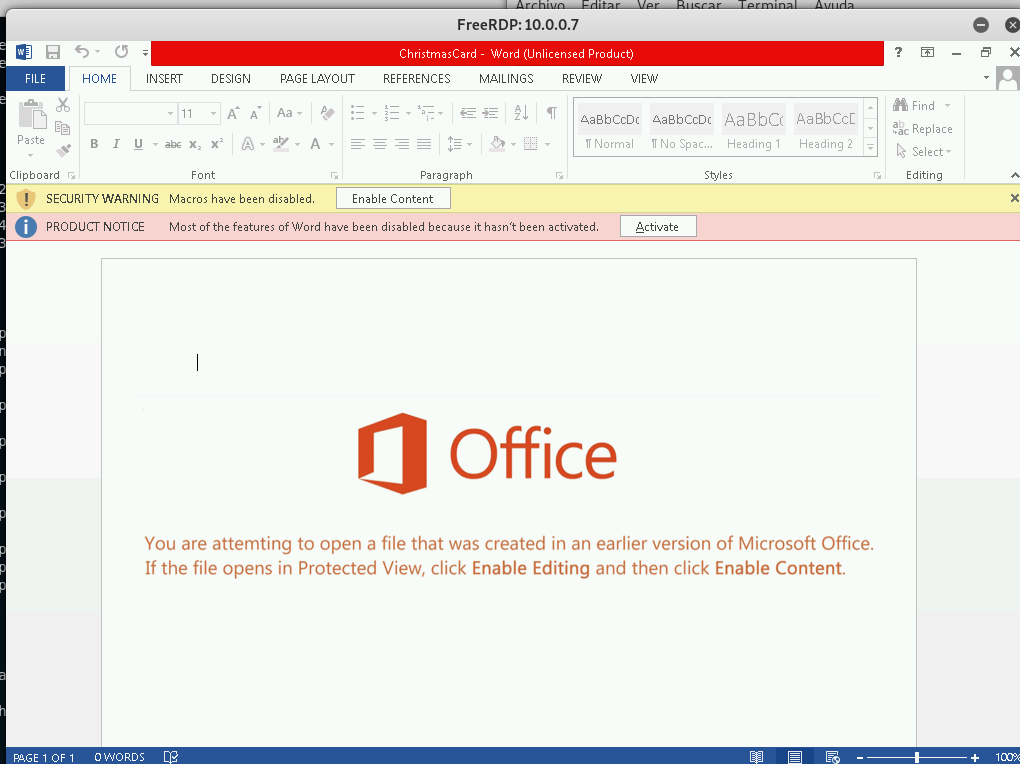 Archivo Editar Ver Buscar Terminal Ayuda
FreeRDP: 10.0.0.7
ChristmasCard - Word (Unlicensed Product)
?
FILE HOME INSERT DESIGN PAGE LAYOUT REFERENCES MAILINGS REVIEW VIEW
11 Aa
Find
Paste
AaBbCcDc AaBbCcDc AaBbC AaBbCcD
Replace
B I U abc x₂ x² A ab A
¶ Normal ¶ No Spac... Heading 1 Heading 2
Select
Clipboard Font Paragraph Styles Editing
SECURITY WARNING Macros have been disabled. Enable Content
PRODUCT NOTICE Most of the features of Word have been disabled because it hasn't been activated. Activate
Office
You are attemting to open a file that was created in an earlier version of Microsoft Office.
If the file opens in Protected View, click Enable Editing and then click Enable Content.
PAGE 1 OF 1 0 WORDS 100%